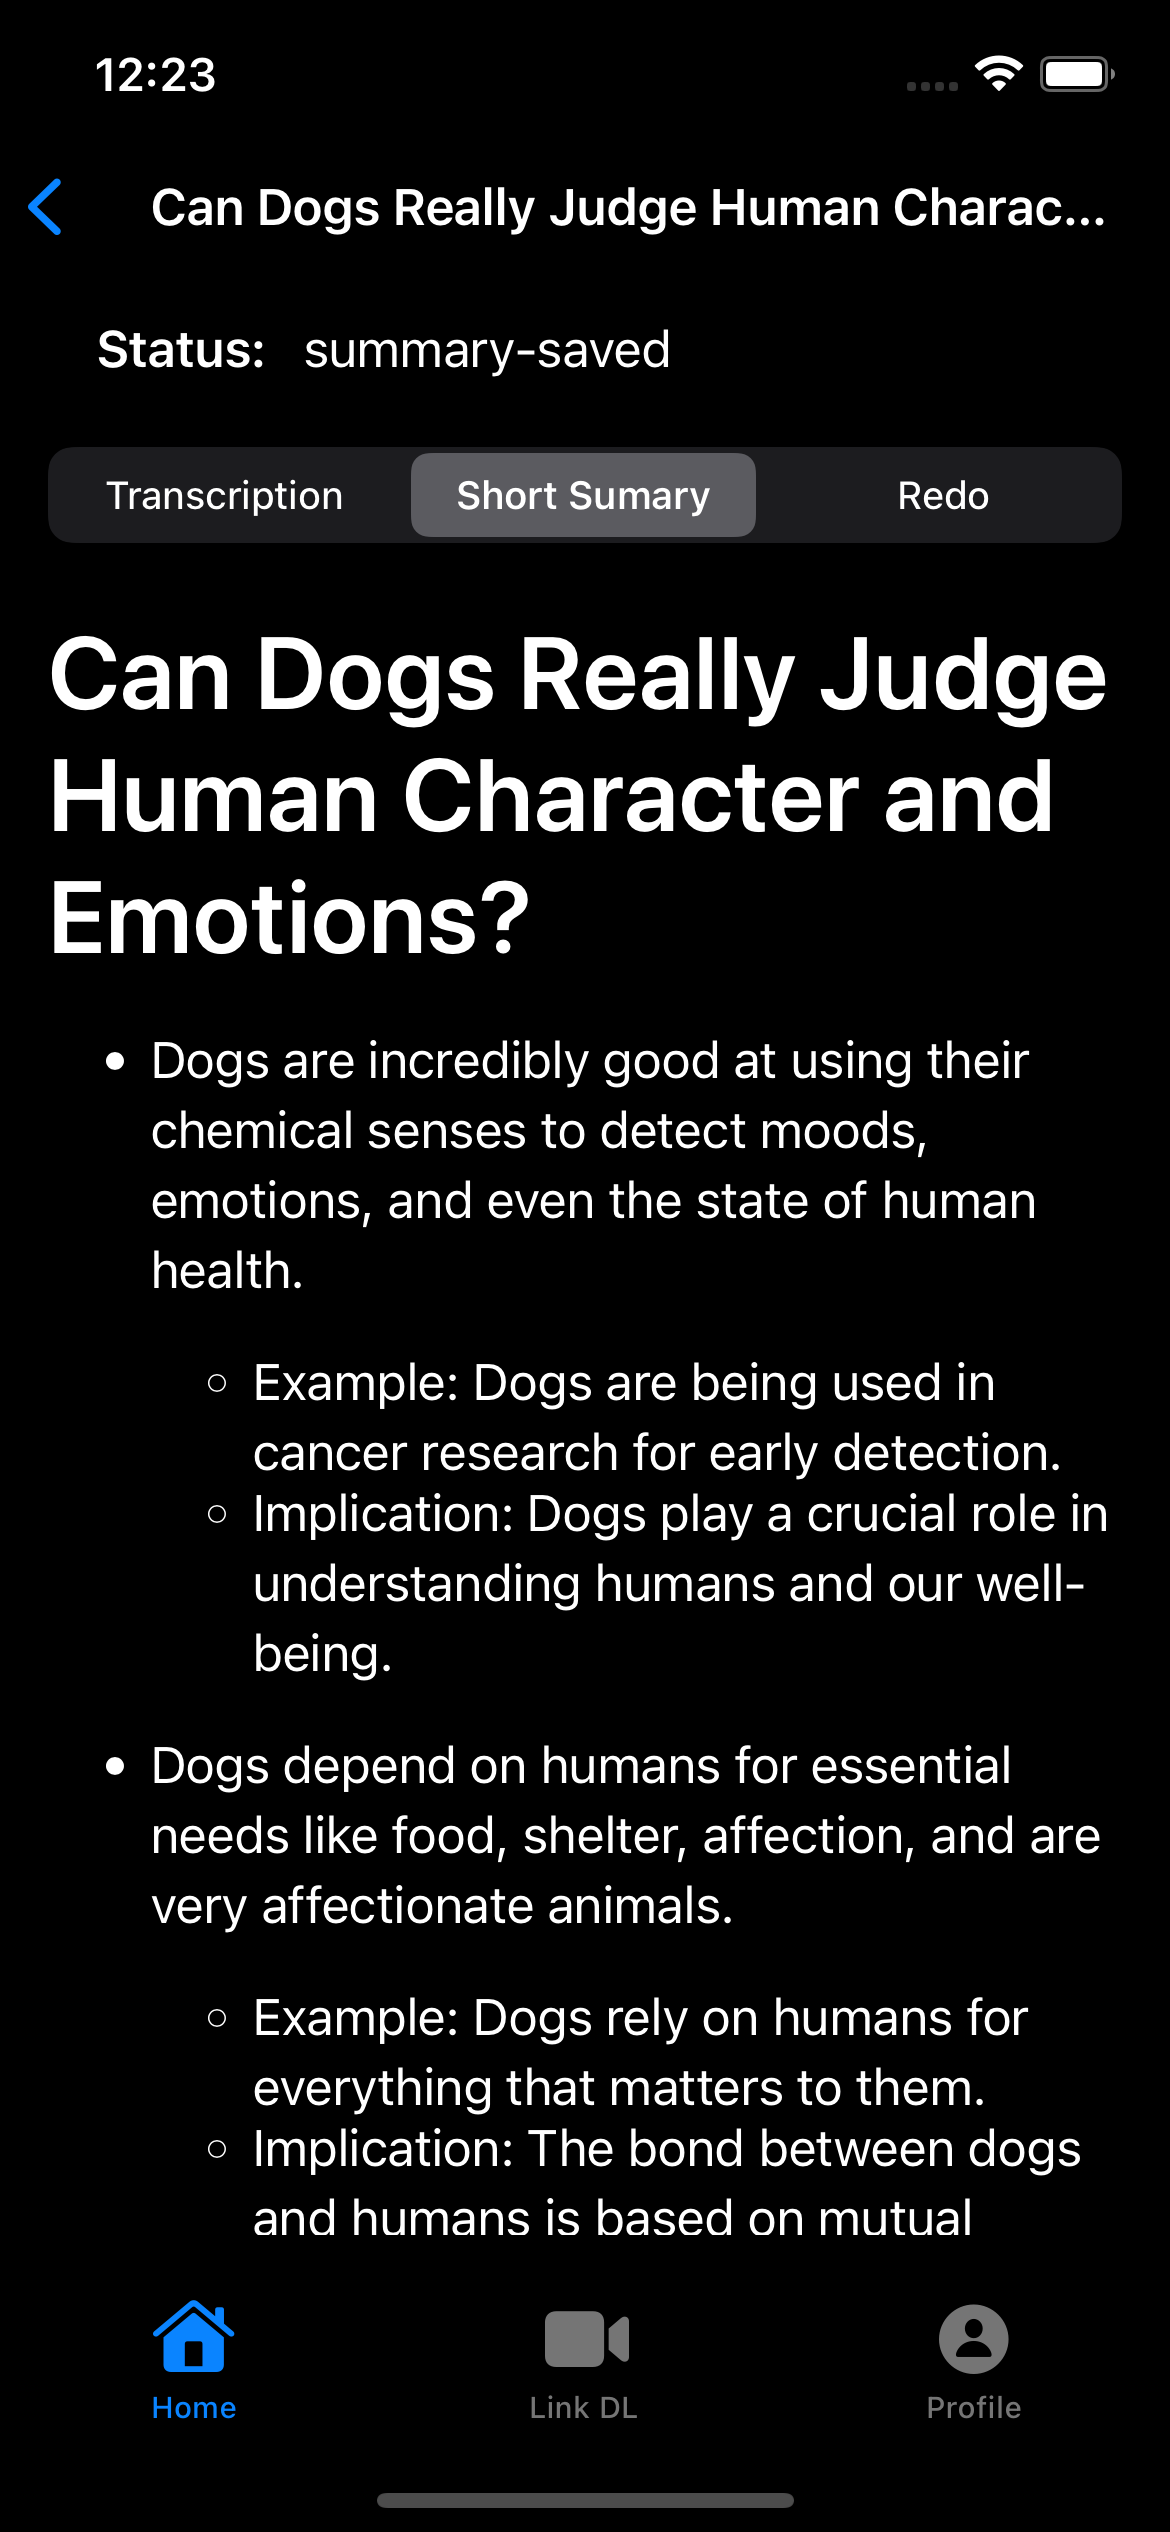 12:23
Can Dogs Really Judge Human Charac...
Status: summary-saved
Transcription
Short Sumary
Redo
Can Dogs Really Judge
Human Character and
Emotions?
• Dogs are incredibly good at using their
chemical senses to detect moods,
emotions, and even the state of human
health.
◦ Example: Dogs are being used in
cancer research for early detection.
◦ Implication: Dogs play a crucial role in
understanding humans and our well-
being.
• Dogs depend on humans for essential
needs like food, shelter, affection, and are
very affectionate animals.
◦ Example: Dogs rely on humans for
everything that matters to them.
◦ Implication: The bond between dogs
and humans is based on mutual
Home
Link DL
Profile